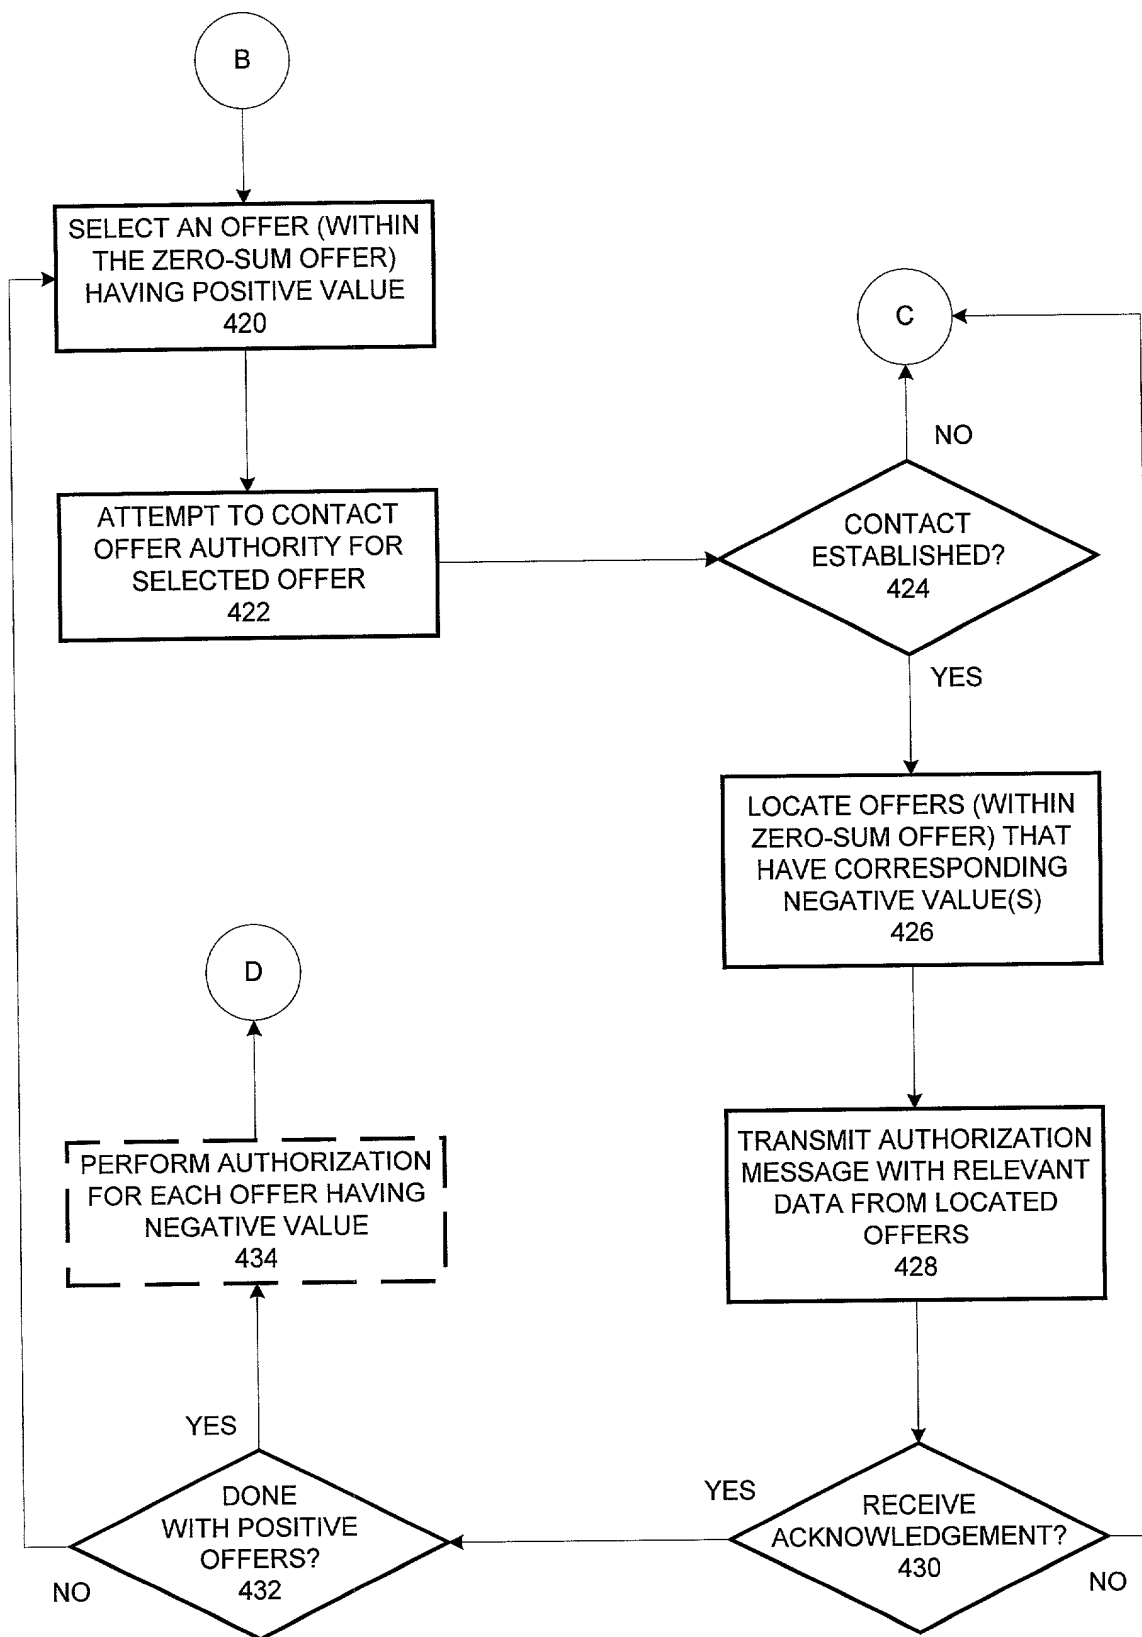 B
SELECT AN OFFER (WITHIN
THE ZERO-SUM OFFER)
HAVING POSITIVE VALUE
420
C
NO
ATTEMPT TO CONTACT
OFFER AUTHORITY FOR
SELECTED OFFER
422
CONTACT
ESTABLISHED?
424
YES
LOCATE OFFERS (WITHIN
ZERO-SUM OFFER) THAT
HAVE CORRESPONDING
NEGATIVE VALUE(S)
426
D
TRANSMIT AUTHORIZATION
MESSAGE WITH RELEVANT
DATA FROM LOCATED
OFFERS
428
PERFORM AUTHORIZATION
FOR EACH OFFER HAVING
NEGATIVE VALUE
434
YES
DONE
WITH POSITIVE
OFFERS?
432
NO
YES
RECEIVE
ACKNOWLEDGEMENT?
430
NO